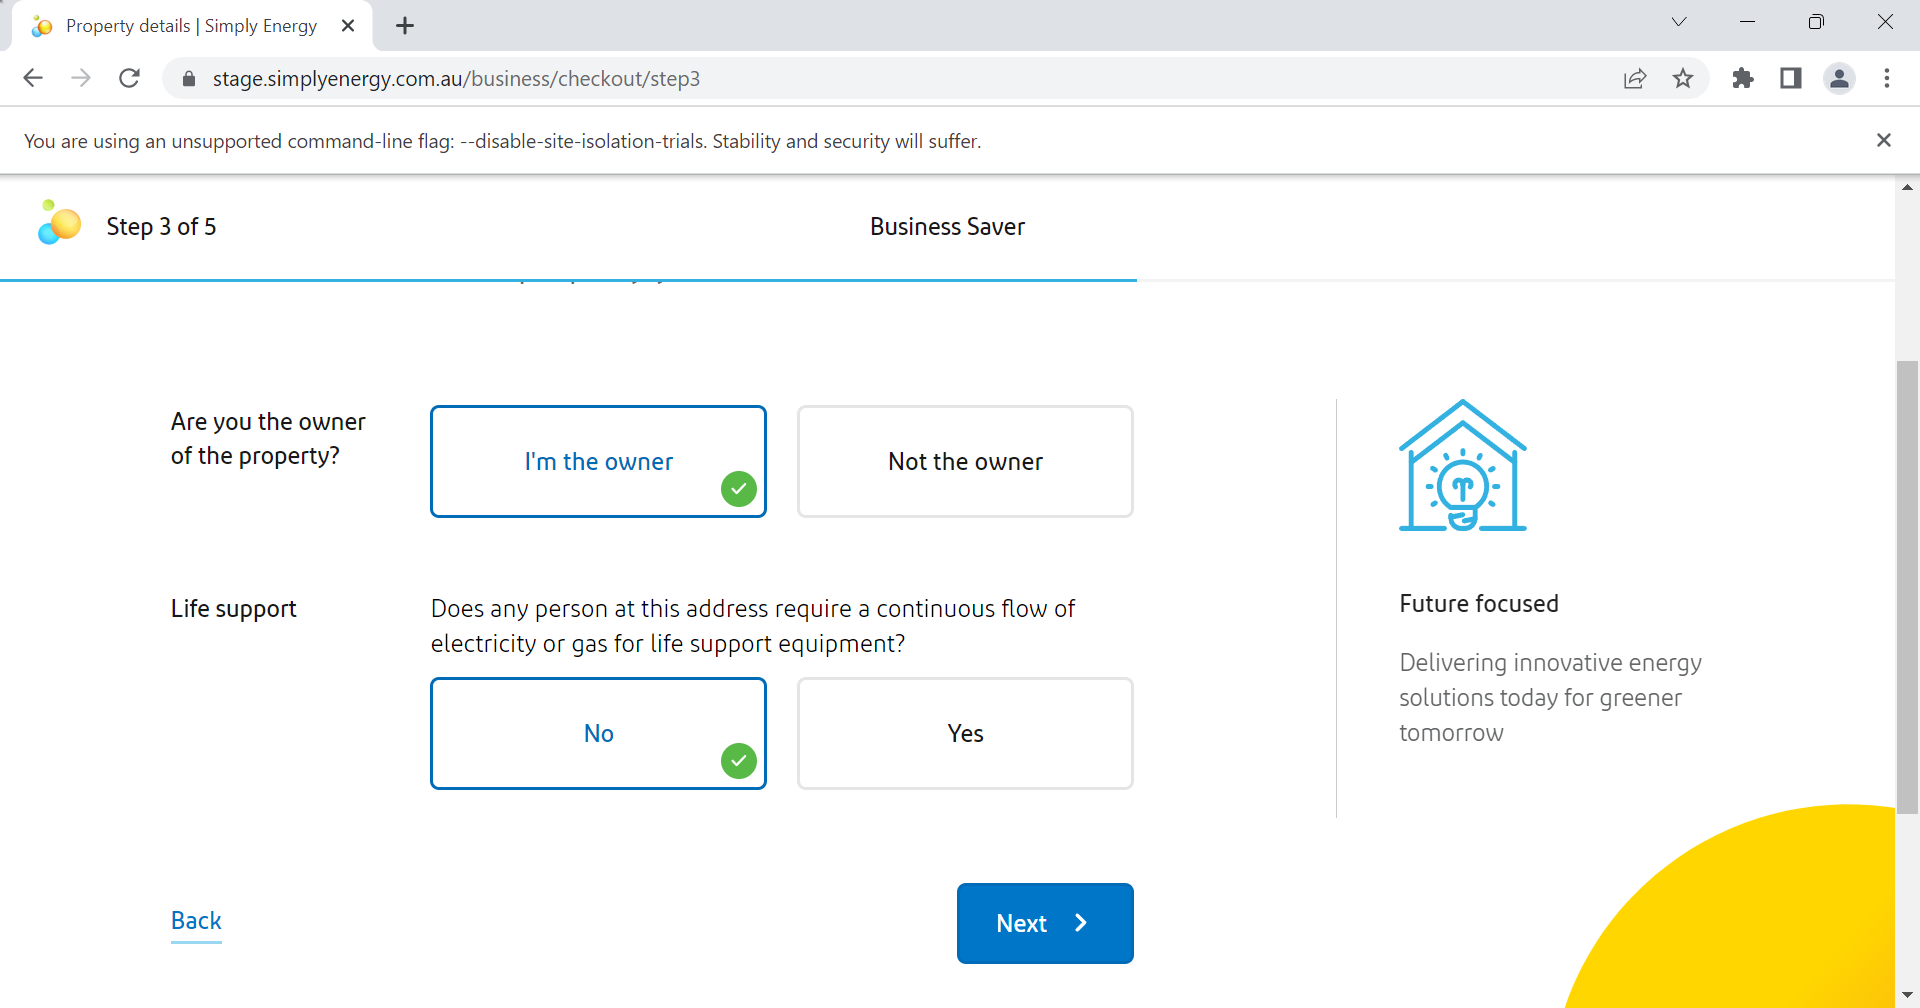 Property details | Simply Energy
stage.simplyenergy.com.au/business/checkout/step3
You are using an unsupported command-line flag: --disable-site-isolation-trials. Stability and security will suffer.
Step 3 of 5
Business Saver
Are you the owner
of the property?
I'm the owner
Not the owner
Life support
Does any person at this address require a continuous flow of
electricity or gas for life support equipment?
No
Yes
Future focused
Delivering innovative energy
solutions today for greener
tomorrow
Back
Next